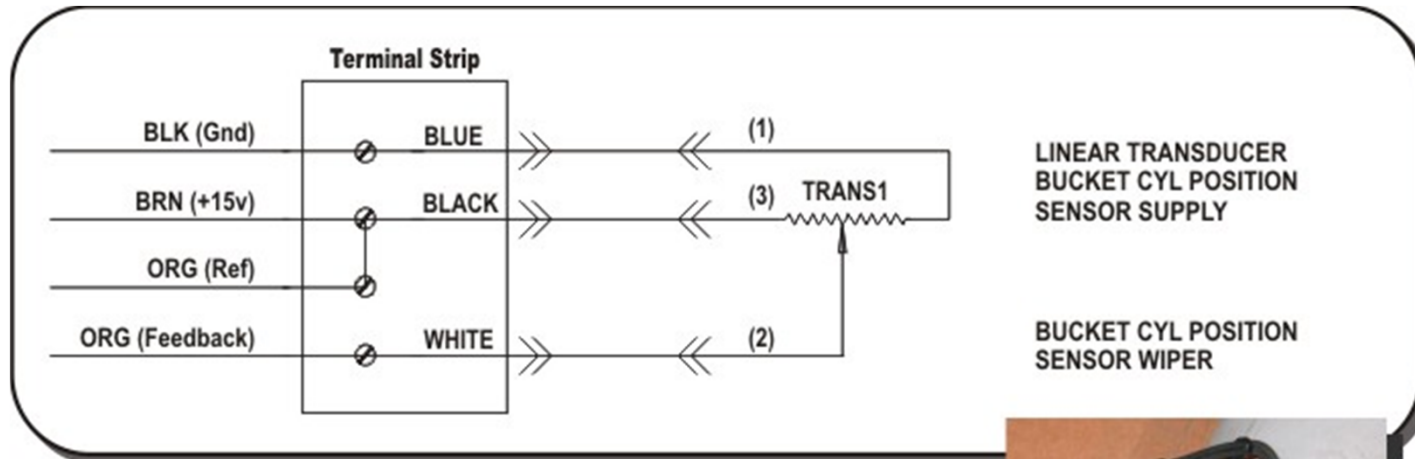 Terminal Strip
BLK (Gnd) BLUE (1)
BRN (+15v) BLACK (3) TRANS1
ORG (Ref)
ORG (Feedback) WHITE (2)
LINEAR TRANSDUCER
BUCKET CYL POSITION
SENSOR SUPPLY
BUCKET CYL POSITION
SENSOR WIPER